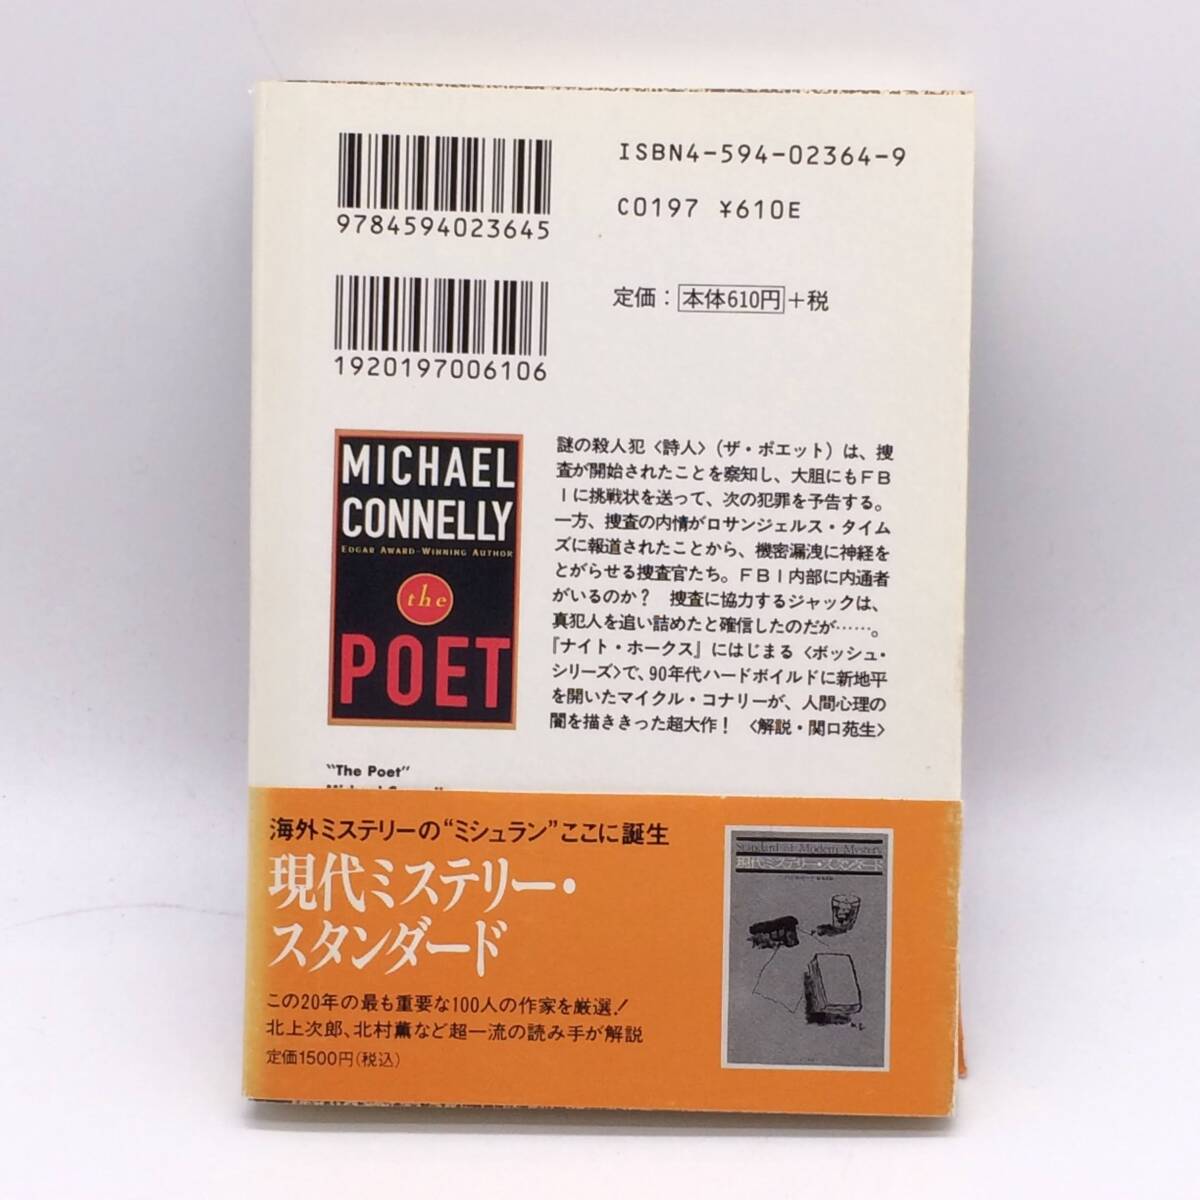 ISBN4-594-02364-9
9784594023645
C0197 ¥610E
定価：本体610円+税
1920197006106
MICHAEL
CONNELLY
EDGAR AWARD-WINNING AUTHOR
the
POET
謎の殺人犯〈詩人〉（ザ・ポエット）は、捜
査が開始されたことを察知し、大胆にもＦＢ
Ｉに挑戦状を送って、次の犯罪を予告する。
一方、捜査の内情がロサンジェルス・タイム
ズに報道されたことから、機密漏洩に神経を
とがらせる捜査官たち。ＦＢＩ内部に内通者
がいるのか？　捜査に協力するジャックは、
真犯人を追い詰めたと確信したのだが……。
『ナイト・ホークス』にはじまる〈ボッシュ・
シリーズ〉で、90年代ハードボイルドに新地平
を開いたマイクル・コナリーが、人間心理の
闇を描ききった超大作！〈解説・関口苑生〉
"The Poet"
海外ミステリーの“ミシュラン”ここに誕生
現代ミステリー・
スタンダード
この20年の最も重要な100人の作家を厳選！
北上次郎、北村薫など超一流の読み手が解説
定価1500円（税込）
Standard of Modern Mystery
現代ミステリー・スタンダード